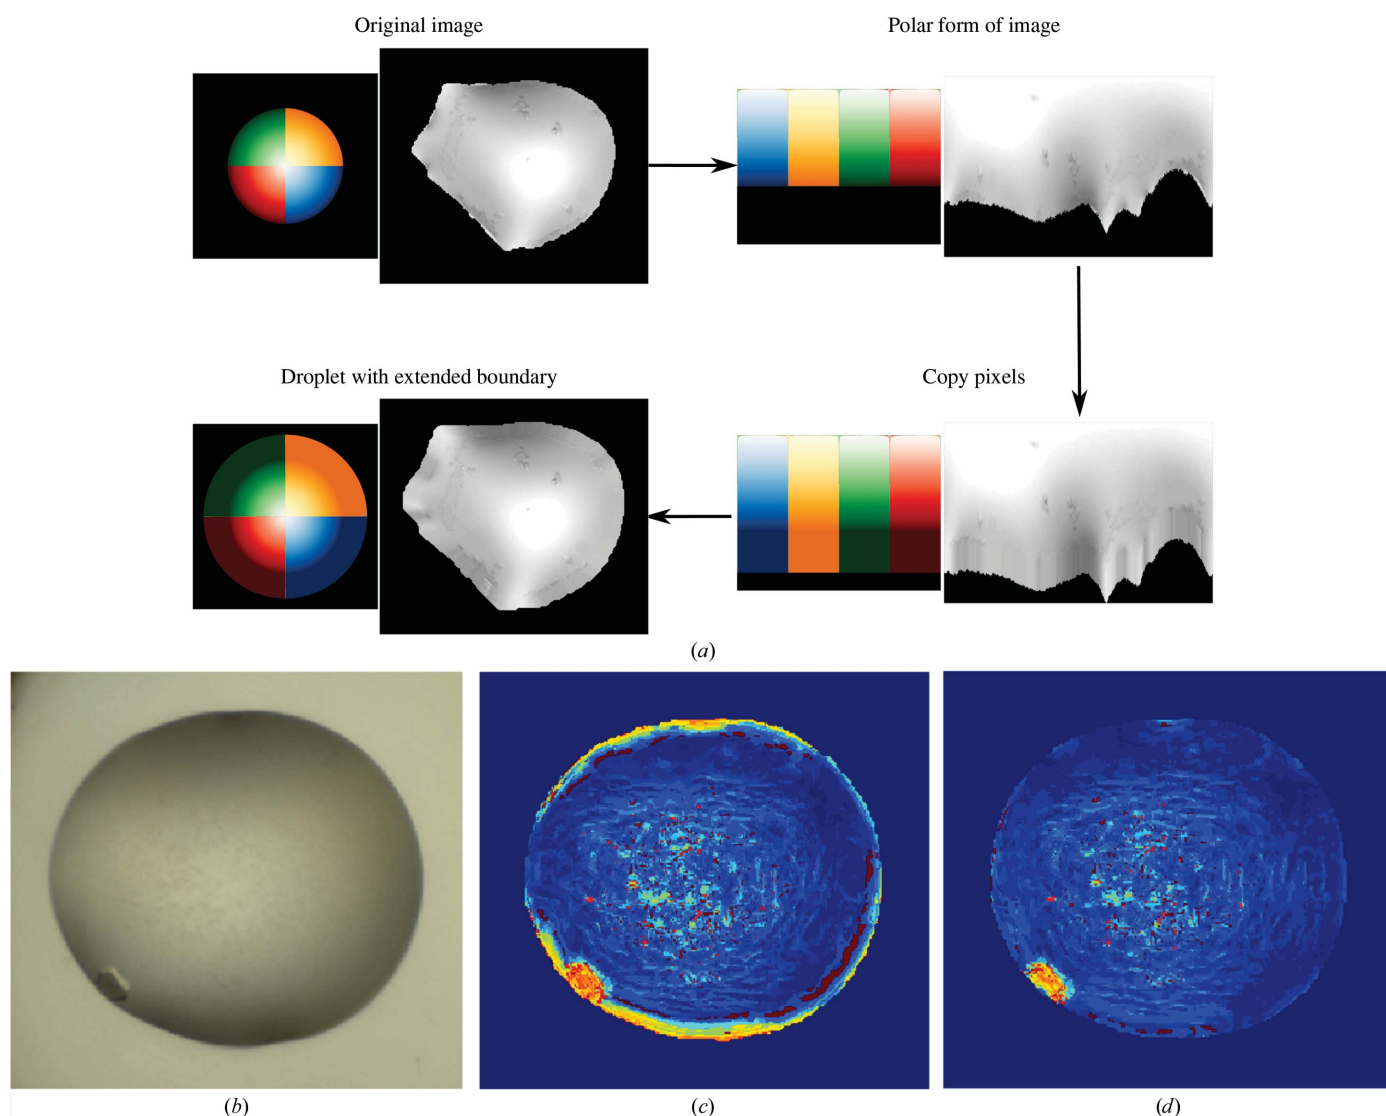 Original image
Polar form of image
Droplet with extended boundary
Copy pixels
(a)
(b)
(c)
(d)